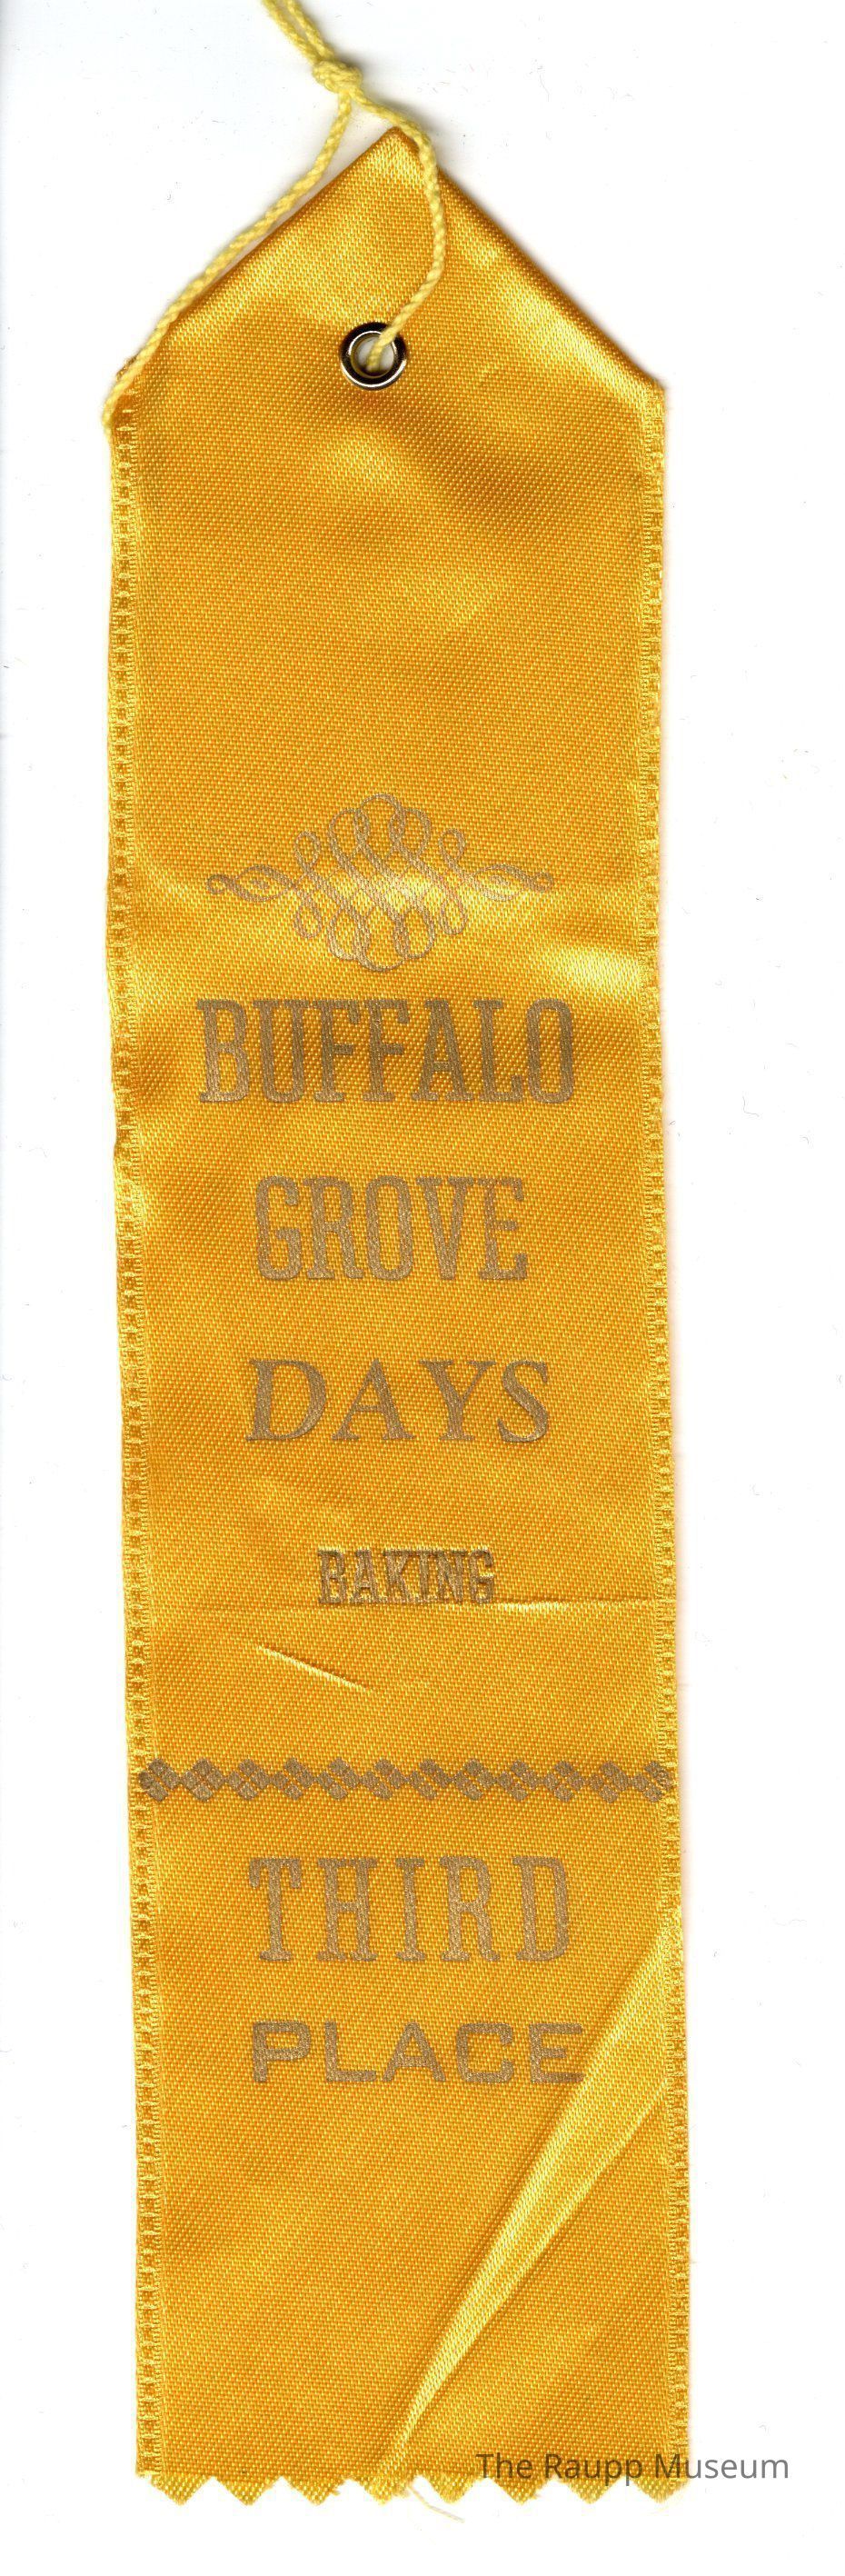 BUFFALO
GROVE
DAYS
BAKING
THIRD
PLACE
The Raupp Museum